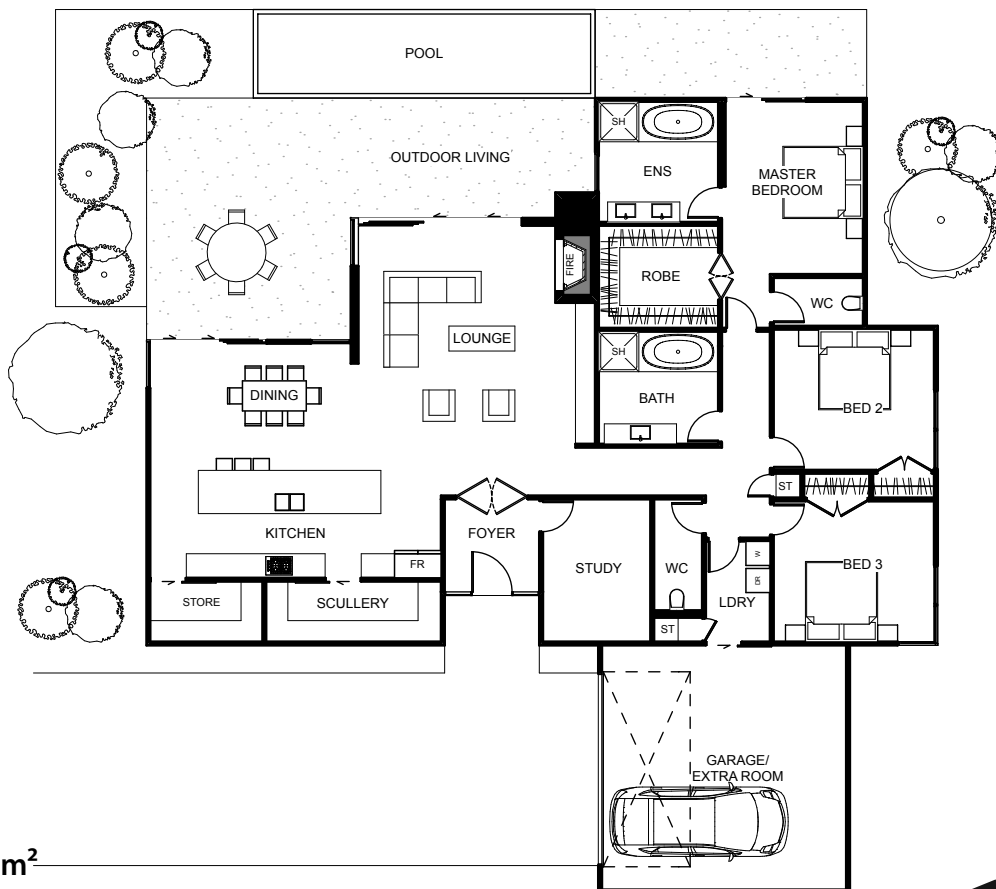 POOL
SH
OUTDOOR LIVING
ENS
MASTER
BEDROOM
FIRE
ROBE
WC
LOUNGE
SH
DINING
BATH
BED 2
ST
KITCHEN
FOYER
FR
STUDY
WC
W
DR
BED 3
STORE
SCULLERY
LDRY
ST
GARAGE/
EXTRA ROOM
m²